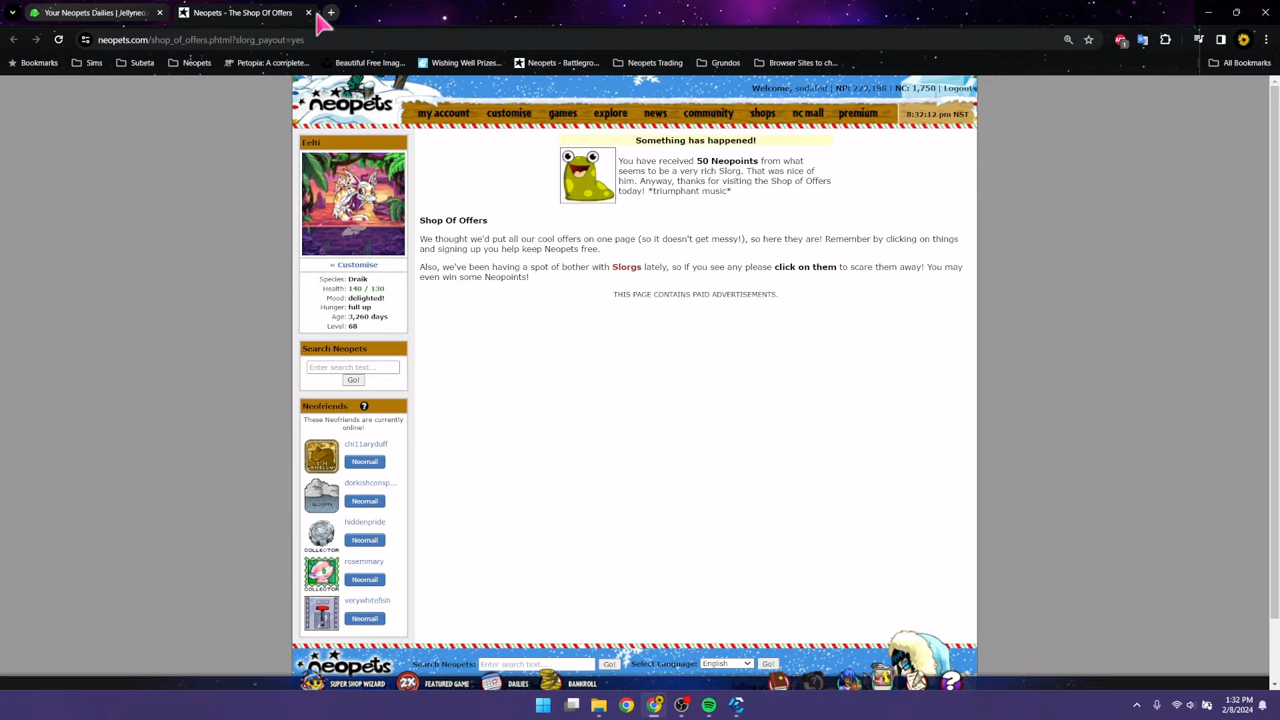 Neopets Dailies | Jellyneo
Neopets - Shop Of Offers
neopets.com/shop_of_offers.phtml?slorg_payout=yes
Bookmarks Sims Subeta Neopets Petopia: A complete... Beautiful Free Imag... Wishing Well Prizes... Neopets - Battlegro... Neopets Trading Grundos Browser Sites to ch... All Bookmarks
neopets
Welcome, sudafed | NP: 222,188 | NC: 1,750 | Logout
my account customise games explore news community shops nc mall premium 8:32:12 pm NST
Eelti
» Customise
Species: Draik
Health: 140 / 130
Mood: delighted!
Hunger: full up
Age: 3,260 days
Level: 68
Search Neopets
Enter search text...
Go!
Neofriends ?
These Neofriends are currently
online!
chi11aryduff
Neomail
dorkishconsp...
Neomail
hiddenpride
Neomail
COLLECTOR
rosemmary
Neomail
COLLECTOR
verywhitefish
Neomail
Something has happened!
You have received 50 Neopoints from what
seems to be a very rich Slorg. That was nice of
him. Anyway, thanks for visiting the Shop of Offers
today! *triumphant music*
Shop Of Offers
We thought we'd put all our cool offers on one page (so it doesn't get messy!), so here they are! Remember by clicking on things
and signing up you help keep Neopets free.
Also, we've been having a spot of bother with Slorgs lately, so if you see any please click on them to scare them away! You may
even win some Neopoints!
THIS PAGE CONTAINS PAID ADVERTISEMENTS.
neopets Search Neopets: Enter search text... Go! Select Language: English Go!
SUPER SHOP WIZARD 2X FEATURED GAME DAILIES BANKROLL ?
1:32 PM
2/8/2024